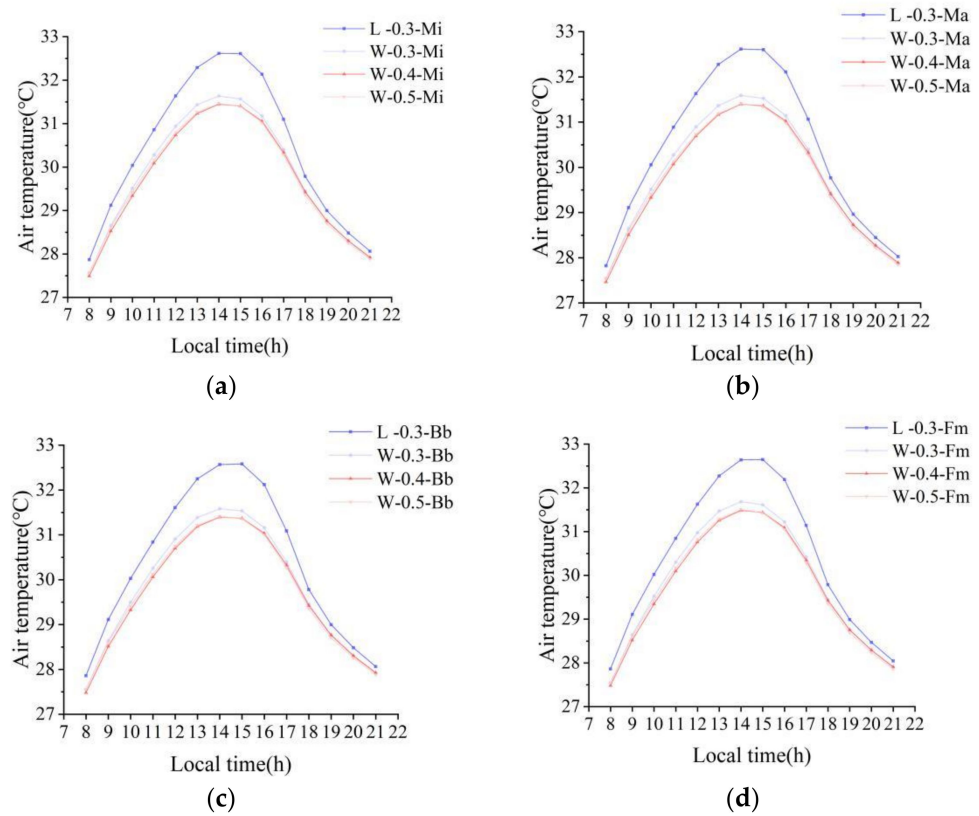 L -0.3-Mi
W-0.3-Mi
W-0.4-Mi
W-0.5-Mi
33
32
31
30
29
28
27
Air temperature(°C)
7 8 9 10 11 12 13 14 15 16 17 18 19 20 21 22
Local time(h)
(a)
L -0.3-Ma
W-0.3-Ma
W-0.4-Ma
W-0.5-Ma
33
32
31
30
29
28
27
Air temperature(°C)
7 8 9 10 11 12 13 14 15 16 17 18 19 20 21 22
Local time(h)
(b)
L -0.3-Bb
W-0.3-Bb
W-0.4-Bb
W-0.5-Bb
33
32
31
30
29
28
27
Air temperature(°C)
7 8 9 10 11 12 13 14 15 16 17 18 19 20 21 22
Local time(h)
(c)
L -0.3-Fm
W-0.3-Fm
W-0.4-Fm
W-0.5-Fm
33
32
31
30
29
28
27
Air temperature(°C)
7 8 9 10 11 12 13 14 15 16 17 18 19 20 21 22
Local time(h)
(d)